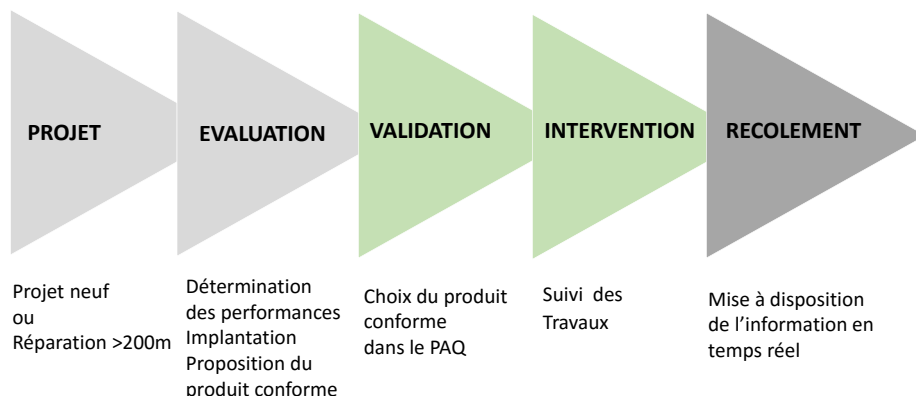 PROJET
EVALUATION
VALIDATION
INTERVENTION
RECOLEMENT
Projet neuf
ou
Réparation >200m
Détermination
des performances
Implantation
Proposition du
produit conforme
Choix du produit
conforme
dans le PAQ
Suivi des
Travaux
Mise à disposition
de l’information en
temps réel